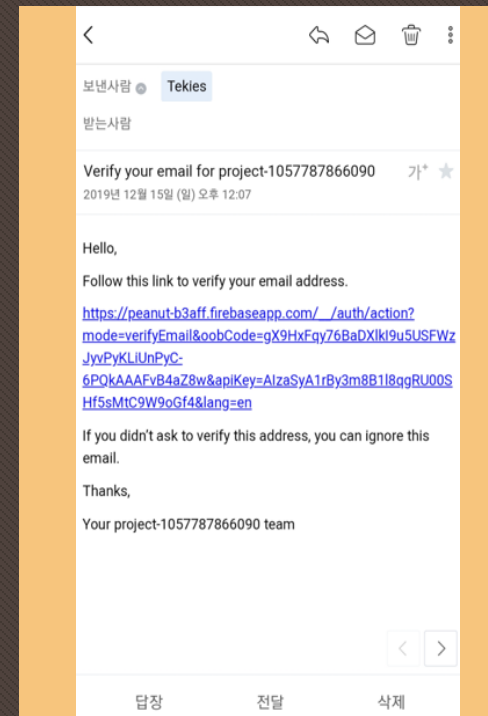 보낸사람 Tekies
받는사람
Verify your email for project-1057787866090 가+
2019년 12월 15일 (일) 오후 12:07
Hello,
Follow this link to verify your email address.
https://peanut-b3aff.firebaseapp.com/__/auth/action?
mode=verifyEmail&oobCode=gX9HxFqy76BaDXlkl9u5USFWz
JyvPyKLiUnPyC-
6PQkAAAFvB4aZ8w&apiKey=AIzaSyA1rBy3m8B1l8qgRU00S
Hf5sMtC9W9oGf4&lang=en
If you didn't ask to verify this address, you can ignore this
email.
Thanks,
Your project-1057787866090 team
답장 전달 삭제